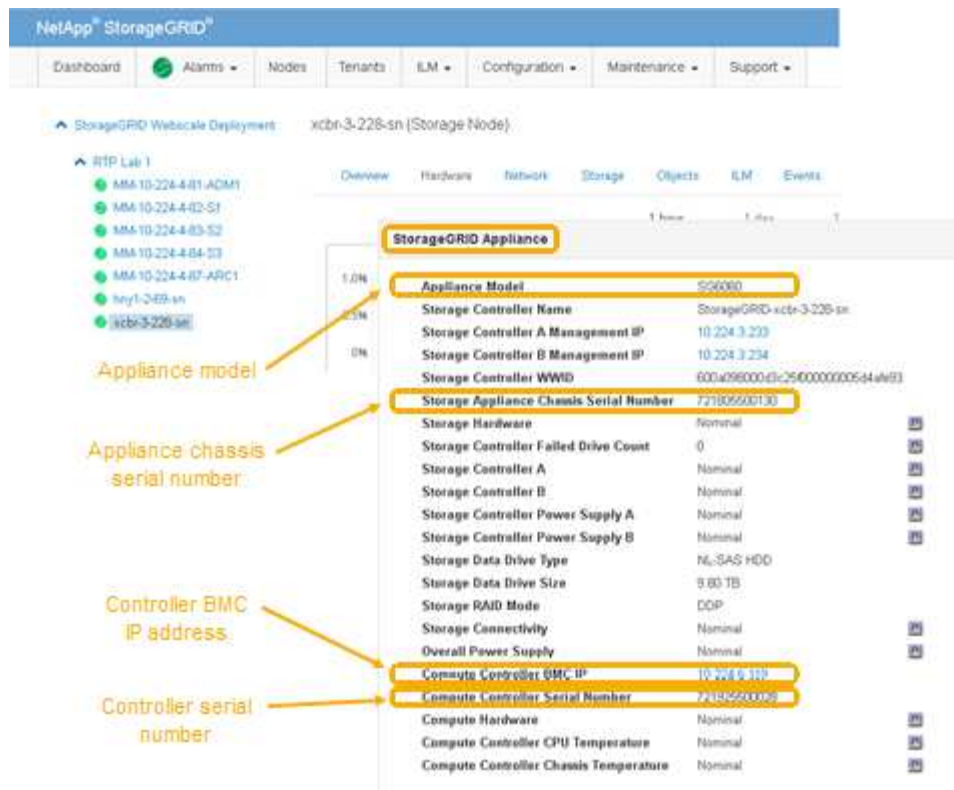 NetApp® StorageGRID®
Dashboard Alarms Nodes Tenants ILM Configuration Maintenance Support
StorageGRID Webscale Deployment
xcbr-3-228-sn (Storage Node)
RTP Lab 1
MM-10-224-4-81-ADM1
MM-10-224-4-82-S1
MM-10-224-4-83-S2
MM-10-224-4-84-S3
MM-10-224-4-87-ARC1
hny1-2-69-sn
xcbr-3-228-sn
Overview Hardware Network Storage Objects ILM Events
1 hour 1 day 1
StorageGRID Appliance
1.0%
0%
Appliance Model SG6060
Storage Controller Name StorageGRID-xcbr-3-228-sn
Storage Controller A Management IP 10.224.3.233
Storage Controller B Management IP 10.224.3.234
Storage Controller WWID
Storage Appliance Chassis Serial Number 721805500130
Storage Hardware Nominal
Storage Controller Failed Drive Count 0
Storage Controller A Nominal
Storage Controller B Nominal
Storage Controller Power Supply A Nominal
Storage Controller Power Supply B Nominal
Storage Data Drive Type NL-SAS HDD
Storage Data Drive Size 9.80 TB
Storage RAID Mode DDP
Storage Connectivity Nominal
Overall Power Supply Nominal
Compute Controller BMC IP
Compute Controller Serial Number 721925500028
Compute Hardware Nominal
Compute Controller CPU Temperature Nominal
Compute Controller Chassis Temperature Nominal
Appliance model
Appliance chassis
serial number
Controller BMC
IP address
Controller serial
number